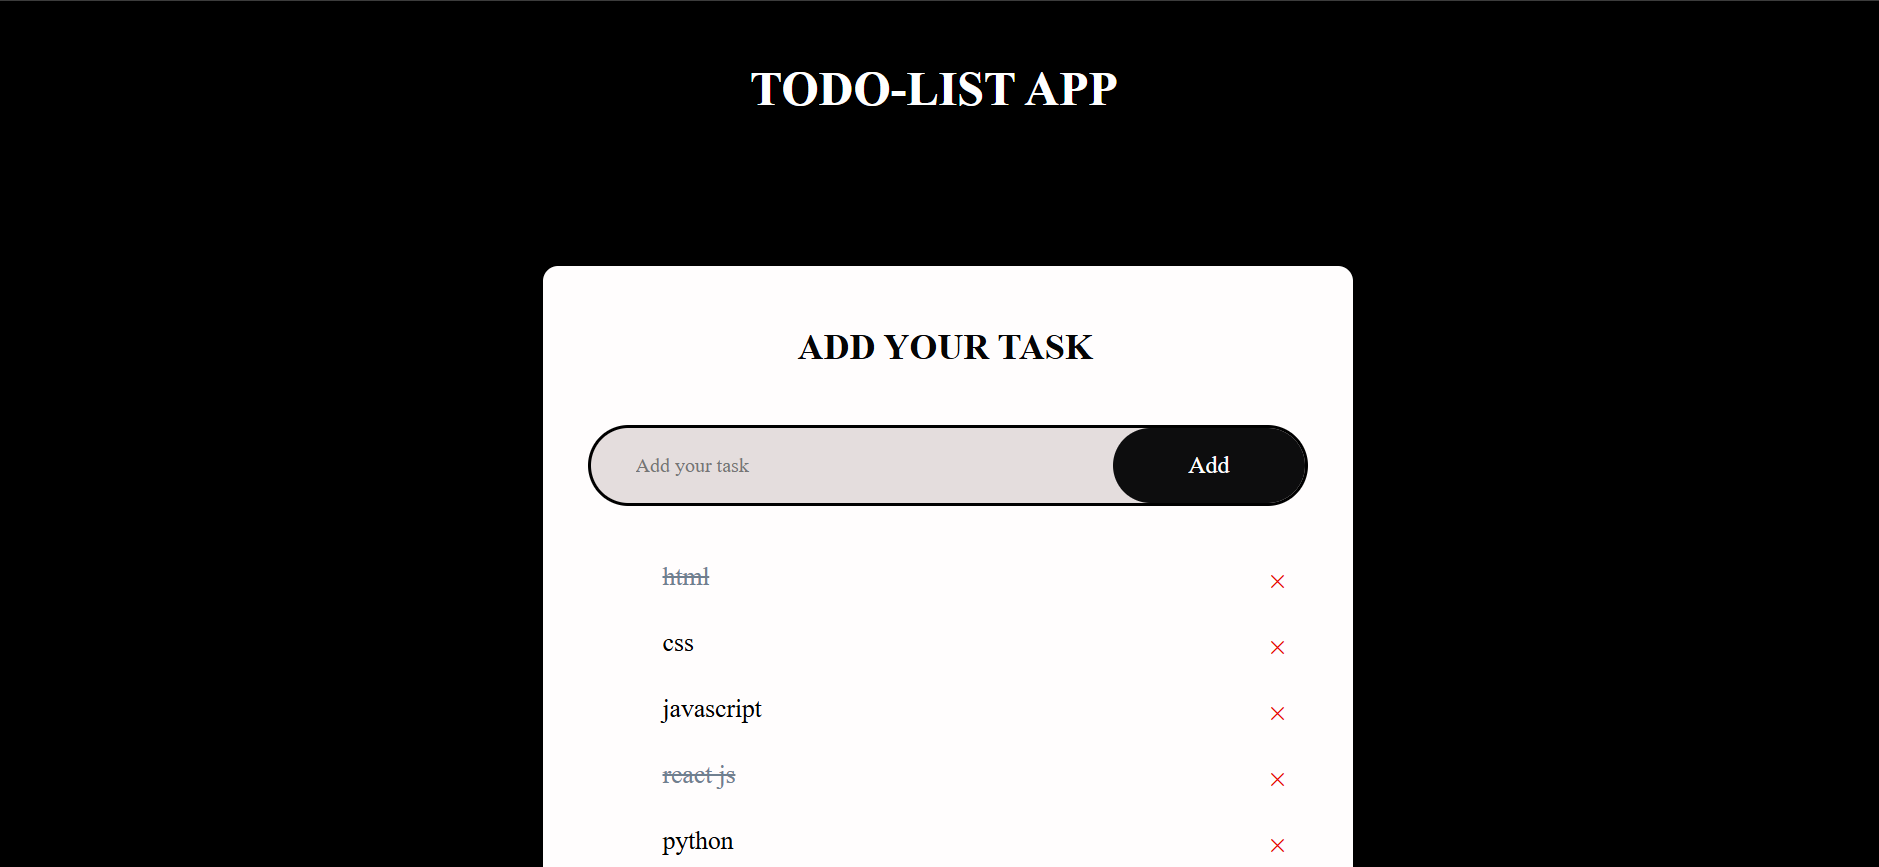 TODO-LIST APP
ADD YOUR TASK
Add your task
Add
html
css
javascript
react js
python